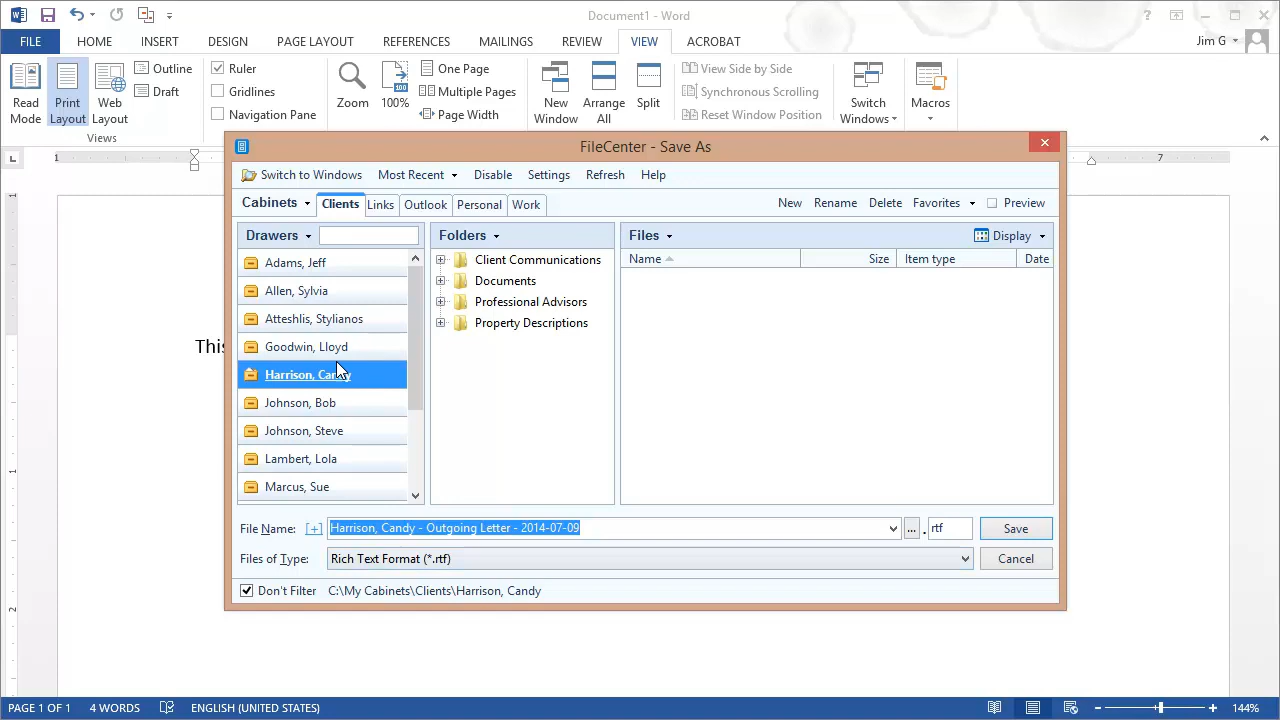 Document1 - Word
FILE HOME INSERT DESIGN PAGE LAYOUT REFERENCES MAILINGS REVIEW VIEW ACROBAT Jim G
Read Mode
Print Layout
Web Layout
Outline
Draft
Views
Ruler
Gridlines
Navigation Pane
Zoom
100
100%
One Page
Multiple Pages
Page Width
New Window
Arrange All
Split
View Side by Side
Synchronous Scrolling
Reset Window Position
Switch Windows
Macros
1 7
FileCenter - Save As
Switch to Windows Most Recent Disable Settings Refresh Help
Cabinets Clients Links Outlook Personal Work New Rename Delete Favorites Preview
Drawers
Adams, Jeff
Allen, Sylvia
Atteshlis, Stylianos
Goodwin, Lloyd
Harrison, Candy
Johnson, Bob
Johnson, Steve
Lambert, Lola
Marcus, Sue
Folders
Client Communications
Documents
Professional Advisors
Property Descriptions
Files Display
Name Size Item type Date
This
File Name: [+] Harrison, Candy - Outgoing Letter - 2014-07-09 ... . rtf Save
Files of Type: Rich Text Format (*.rtf) Cancel
Don't Filter C:\My Cabinets\Clients\Harrison, Candy
1
1
2
PAGE 1 OF 1 4 WORDS ENGLISH (UNITED STATES) 144%